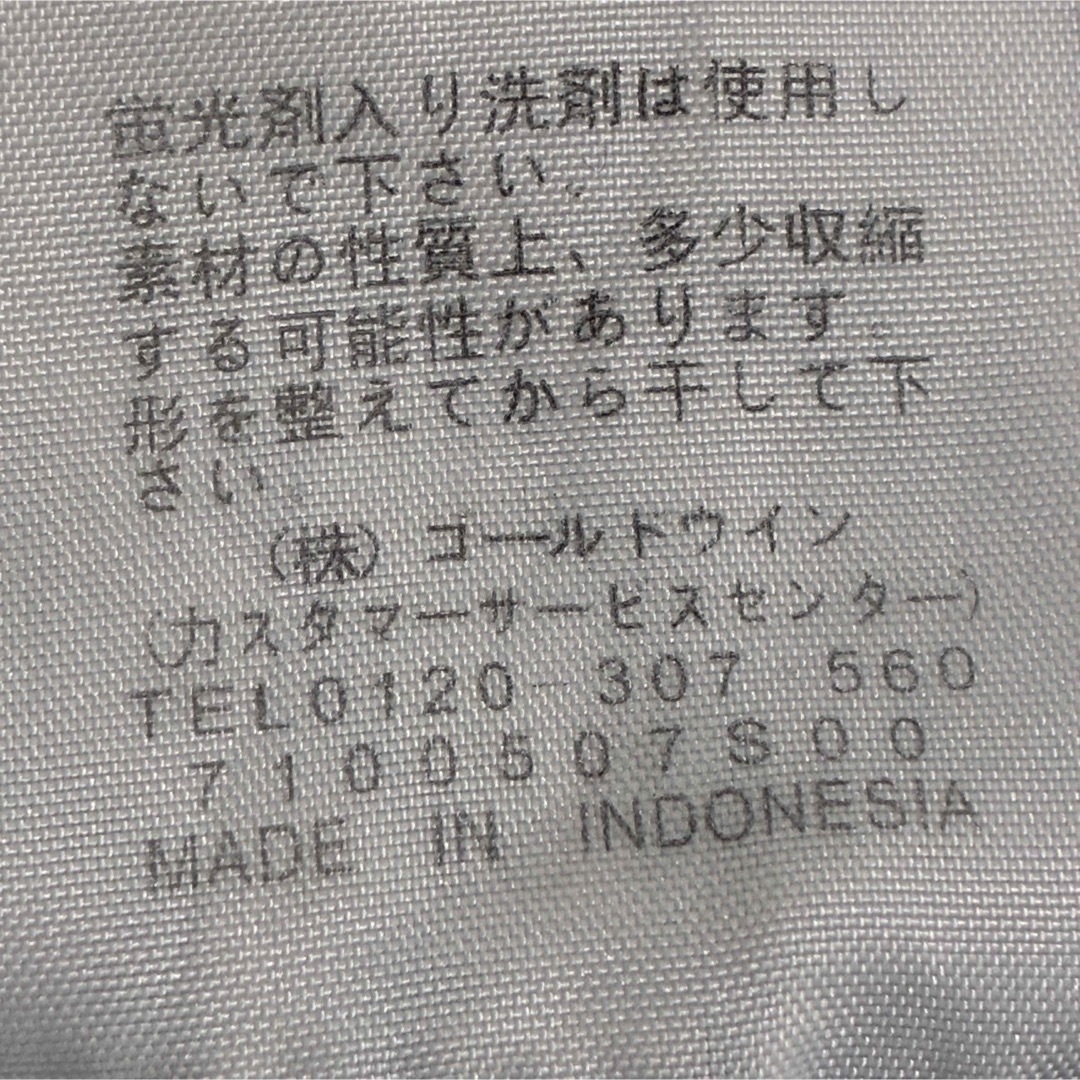 蛍光剤入り洗剤は使用し
ないで下さい。
素材の性質上、多少収縮
する可能性があります。
形を整えてから干して下
さい。
(株)ゴールドウイン
(カスタマーサービスセンター)
TEL0120-307 560
7100507S00
MADE IN INDONESIA